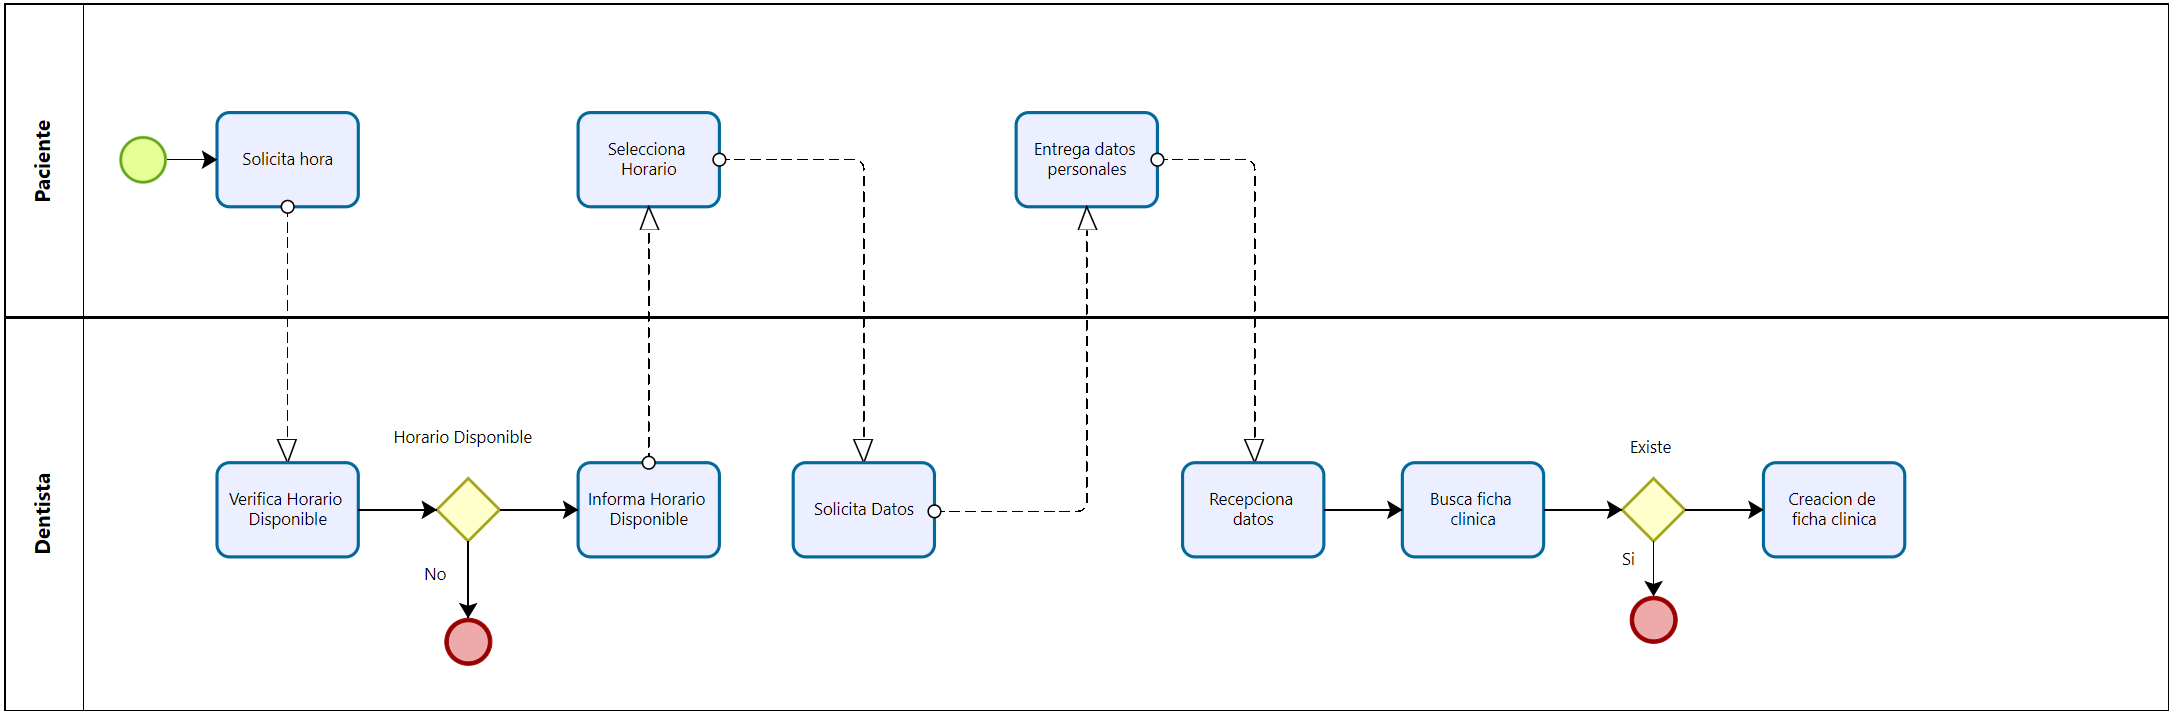 Paciente
Solicita hora
Selecciona
Horario
Entrega datos
personales
Dentista
Verifica Horario
Disponible
Horario Disponible
No
Informa Horario
Disponible
Solicita Datos
Recepciona
datos
Busca ficha
clinica
Existe
Si
Creacion de
ficha clinica